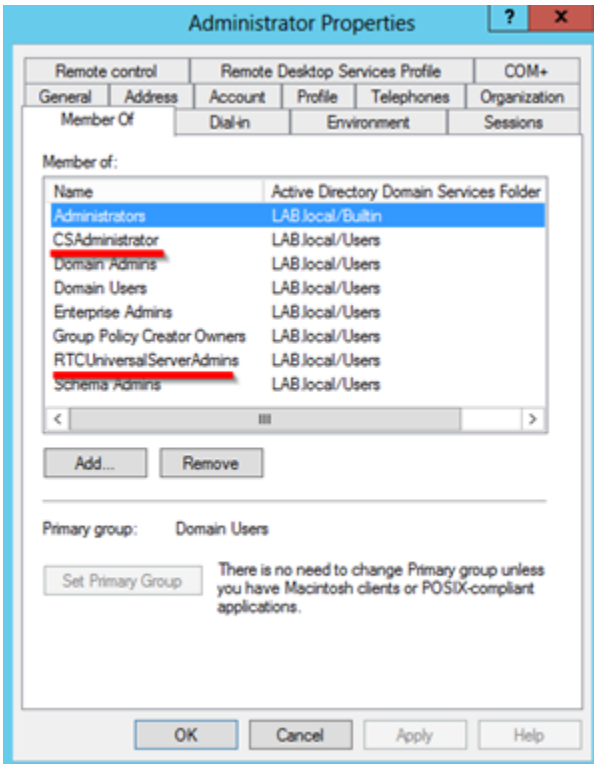 Administrator Properties
? x
Remote control Remote Desktop Services Profile COM+
General Address Account Profile Telephones Organization
Member Of Dial-in Environment Sessions
Member of:
Name Active Directory Domain Services Folder
Administrators LAB.local/Builtin
CSAdministrator LAB.local/Users
Domain Admins LAB.local/Users
Domain Users LAB.local/Users
Enterprise Admins LAB.local/Users
Group Policy Creator Owners LAB.local/Users
RTCUniversalServerAdmins LAB.local/Users
Schema Admins LAB.local/Users
Add... Remove
Primary group: Domain Users
Set Primary Group There is no need to change Primary group unless
you have Macintosh clients or POSIX-compliant
applications.
OK Cancel Apply Help